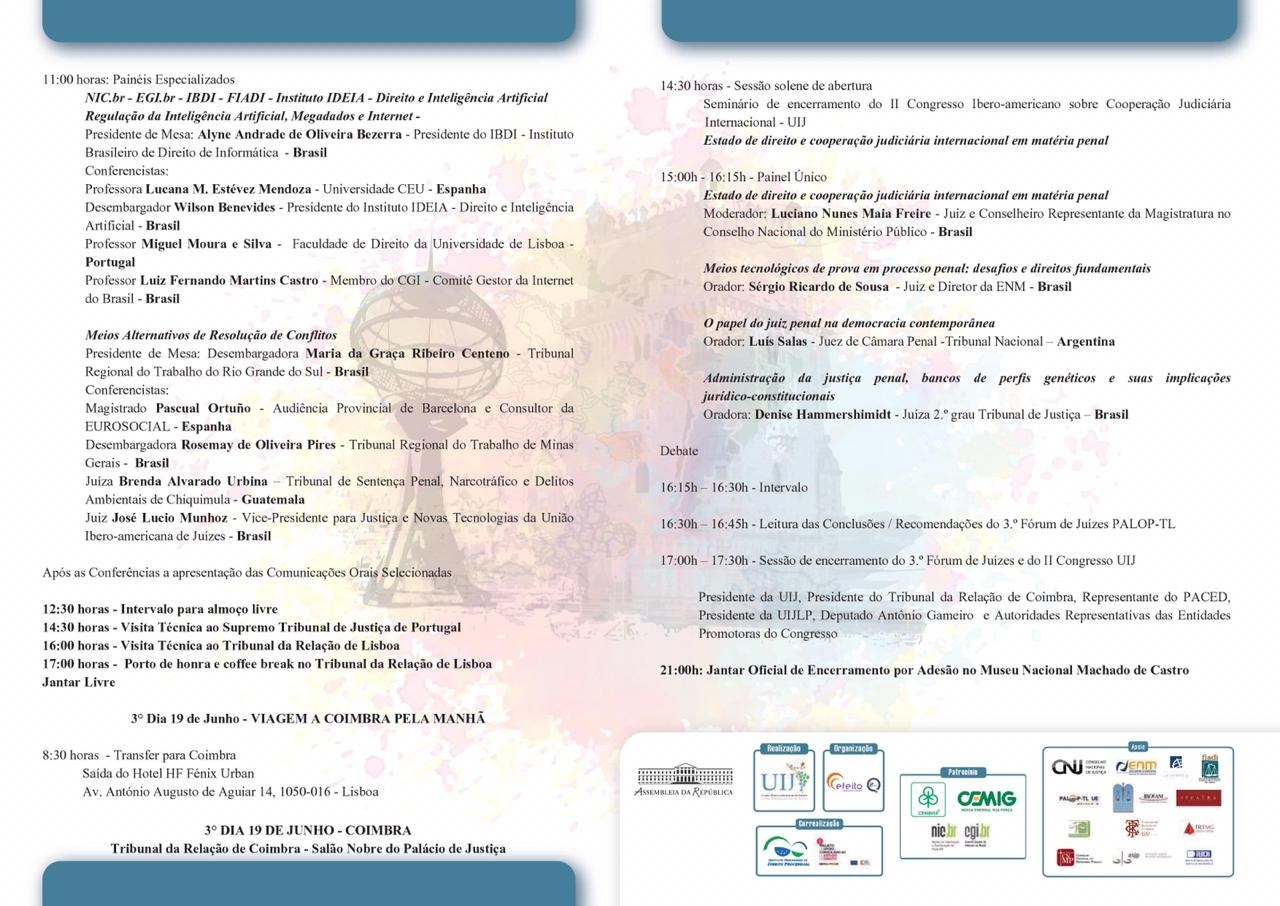 11:00 horas: Painéis Especializados
NIC.br - EGI.br - IBDI - FIADI - Instituto IDEIA - Direito e Inteligência Artificial
Regulação da Inteligência Artificial, Megadados e Internet -
Presidente de Mesa: Alyne Andrade de Oliveira Bezerra - Presidente do IBDI - Instituto
Brasileiro de Direito de Informática - Brasil
Conferencistas:
Professora Lucana M. Estévez Mendoza - Universidade CEU - Espanha
Desembargador Wilson Benevides - Presidente do Instituto IDEIA - Direito e Inteligência
Artificial - Brasil
Professor Miguel Moura e Silva - Faculdade de Direito da Universidade de Lisboa -
Portugal
Professor Luiz Fernando Martins Castro - Membro do CGI - Comitê Gestor da Internet
do Brasil - Brasil
Meios Alternativos de Resolução de Conflitos
Presidente de Mesa: Desembargadora Maria da Graça Ribeiro Centeno - Tribunal
Regional do Trabalho do Rio Grande do Sul - Brasil
Conferencistas:
Magistrado Pascual Ortuño - Audiência Provincial de Barcelona e Consultor da
EUROSOCIAL - Espanha
Desembargadora Rosemay de Oliveira Pires - Tribunal Regional do Trabalho de Minas
Gerais - Brasil
Juíza Brenda Alvarado Urbina – Tribunal de Sentença Penal, Narcotráfico e Delitos
Ambientais de Chiquimula - Guatemala
Juiz José Lucio Munhoz - Vice-Presidente para Justiça e Novas Tecnologias da União
Ibero-americana de Juízes - Brasil
Após as Conferências a apresentação das Comunicações Orais Selecionadas
12:30 horas - Intervalo para almoço livre
14:30 horas - Visita Técnica ao Supremo Tribunal de Justiça de Portugal
16:00 horas - Visita Técnica ao Tribunal da Relação de Lisboa
17:00 horas - Porto de honra e coffee break no Tribunal da Relação de Lisboa
Jantar Livre
3° Dia 19 de Junho - VIAGEM A COIMBRA PELA MANHÃ
8:30 horas - Transfer para Coimbra
Saída do Hotel HF Fénix Urban
Av. António Augusto de Aguiar 14, 1050-016 - Lisboa
3° DIA 19 DE JUNHO - COIMBRA
Tribunal da Relação de Coimbra - Salão Nobre do Palácio de Justiça
14:30 horas - Sessão solene de abertura
Seminário de encerramento do II Congresso Ibero-americano sobre Cooperação Judiciária
Internacional - UIJ
Estado de direito e cooperação judiciária internacional em matéria penal
15:00h - 16:15h - Painel Único
Estado de direito e cooperação judiciária internacional em matéria penal
Moderador: Luciano Nunes Maia Freire - Juiz e Conselheiro Representante da Magistratura no
Conselho Nacional do Ministério Público - Brasil
Meios tecnológicos de prova em processo penal: desafios e direitos fundamentais
Orador: Sérgio Ricardo de Sousa - Juiz e Diretor da ENM - Brasil
O papel do juiz penal na democracia contemporânea
Orador: Luís Salas - Juez de Câmara Penal -Tribunal Nacional – Argentina
Administração da justiça penal, bancos de perfis genéticos e suas implicações
jurídico-constitucionais
Oradora: Denise Hammershimidt - Juíza 2.º grau Tribunal de Justiça – Brasil
Debate
16:15h – 16:30h - Intervalo
16:30h – 16:45h - Leitura das Conclusões / Recomendações do 3.º Fórum de Juízes PALOP-TL
17:00h – 17:30h - Sessão de encerramento do 3.º Fórum de Juízes e do II Congresso UIJ
Presidente da UIJ, Presidente do Tribunal da Relação de Coimbra, Representante do PACED,
Presidente da UIJLP, Deputado Antônio Gameiro e Autoridades Representativas das Entidades
Promotoras do Congresso
21:00h: Jantar Oficial de Encerramento por Adesão no Museu Nacional Machado de Castro
ASSEMBLEIA DA REPÚBLICA
Realização
UIJ
Organização
efeito
Correalização
DIREITO PROCESSUAL
Patrocínio
CEMIG
nic.br cgi.br
Apoio
CNJ CONSELHO NACIONAL DE JUSTIÇA
ENM
fiadi
PALOP-TL UE
TRTMG
MP